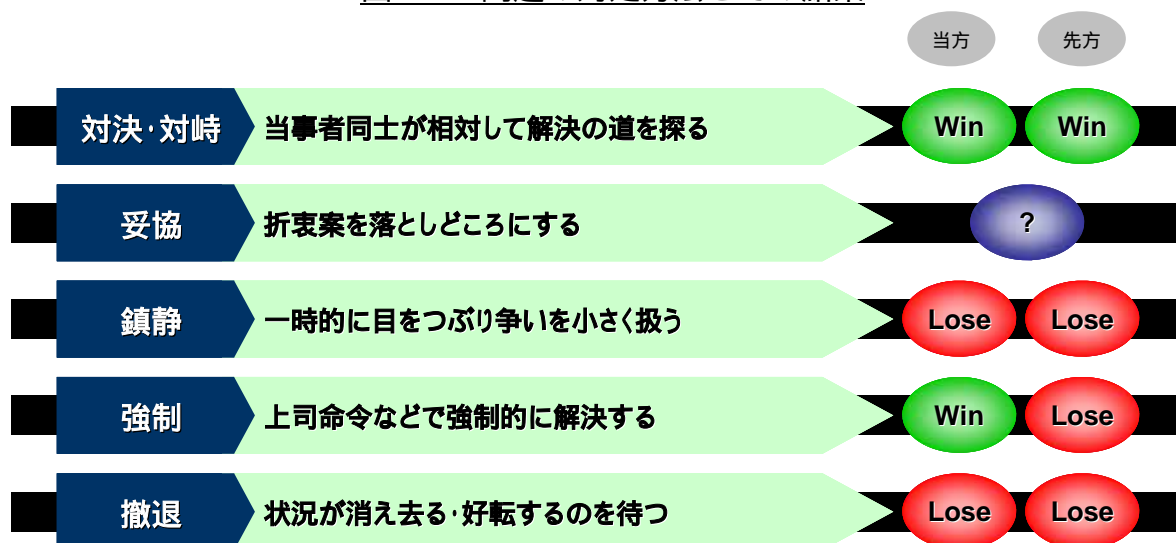 当方 先方
対決・対峙 当事者同士が相対して解決の道を探る Win Win
妥協 折衷案を落としどころにする ?
鎮静 一時的に目をつぶり争いを小さく扱う Lose Lose
強制 上司命令などで強制的に解決する Win Lose
撤退 状況が消え去る・好転するのを待つ Lose Lose